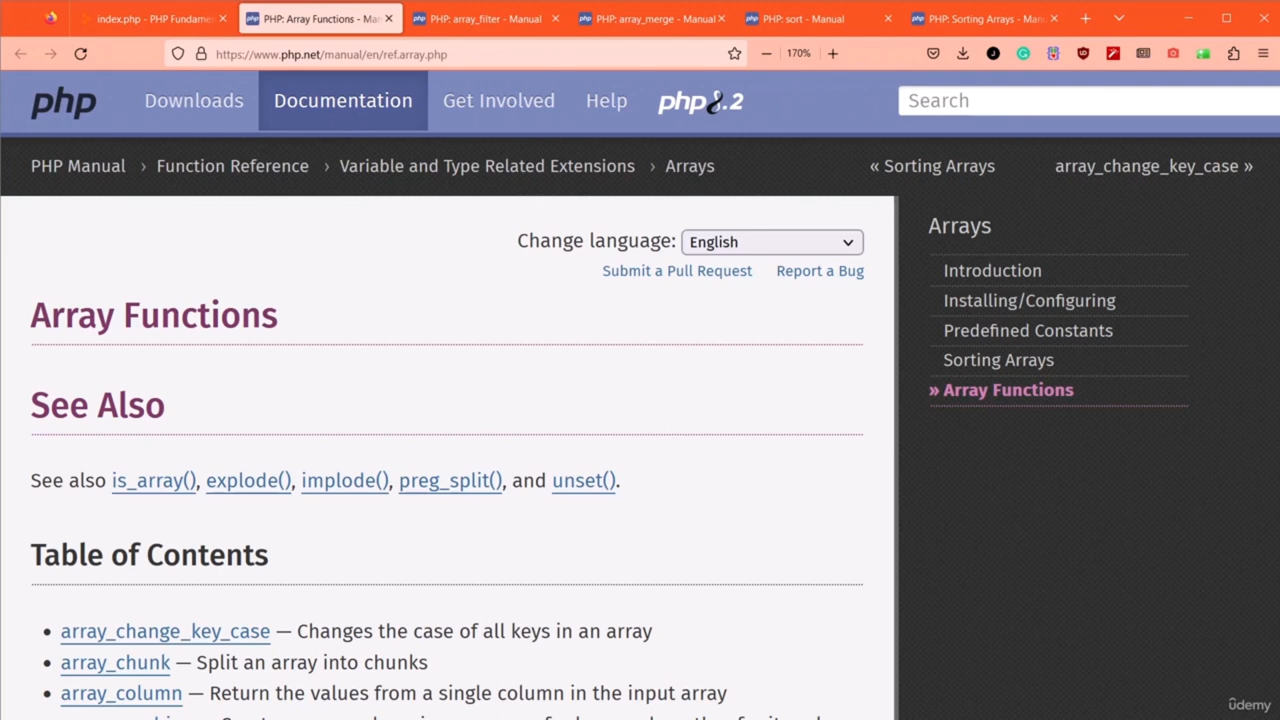 index.php - PHP Fundame
PHP: Array Functions - Man
PHP: array_filter - Manual
PHP: array_merge - Manual
PHP: sort - Manual
PHP: Sorting Arrays - Man
https://www.php.net/manual/en/ref.array.php
170%
php
Downloads
Documentation
Get Involved
Help
php8.2
Search
PHP Manual › Function Reference › Variable and Type Related Extensions › Arrays
« Sorting Arrays
array_change_key_case »
Change language: English
Submit a Pull Request
Report a Bug
Array Functions
See Also
See also is_array(), explode(), implode(), preg_split(), and unset().
Table of Contents
• array_change_key_case — Changes the case of all keys in an array
• array_chunk — Split an array into chunks
• array_column — Return the values from a single column in the input array
Arrays
Introduction
Installing/Configuring
Predefined Constants
Sorting Arrays
» Array Functions
ûdemy